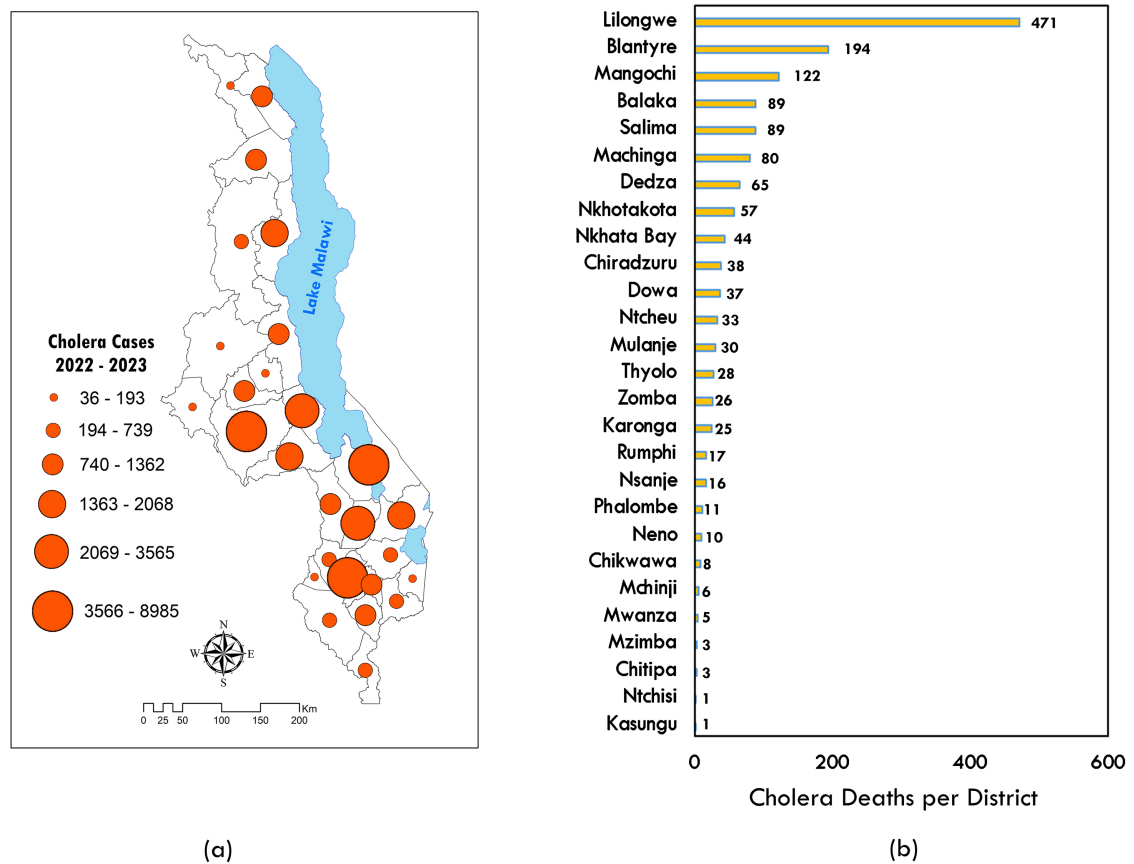 Lake Malawi
Cholera Cases
2022 - 2023
36 - 193
194 - 739
740 - 1362
1363 - 2068
2069 - 3565
3566 - 8985
N
W E
S
Km
0 25 50 100 150 200
(a)
Lilongwe 471
Blantyre 194
Mangochi 122
Balaka 89
Salima 89
Machinga 80
Dedza 65
Nkhotakota 57
Nkhata Bay 44
Chiradzuru 38
Dowa 37
Ntcheu 33
Mulanje 30
Thyolo 28
Zomba 26
Karonga 25
Rumphi 17
Nsanje 16
Phalombe 11
Neno 10
Chikwawa 8
Mchinji 6
Mwanza 5
Mzimba 3
Chitipa 3
Ntchisi 1
Kasungu 1
0 200 400 600
Cholera Deaths per District
(b)